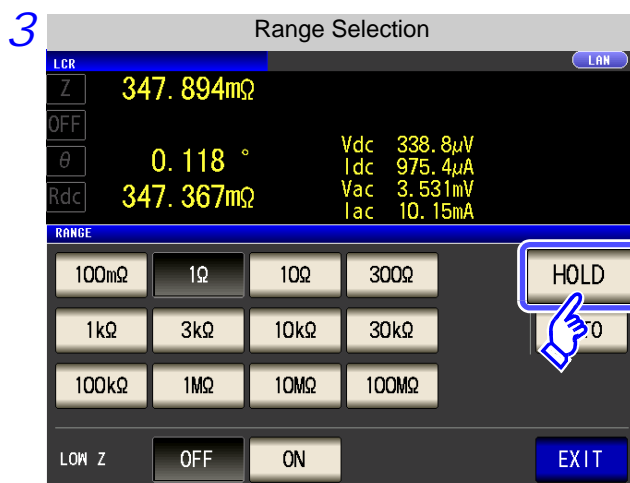 3
Range Selection
LCR
LAN
Z 347.894mΩ
OFF
θ 0.118 °
Rdc 347.367mΩ
Vdc 338.8µV
Idc 975.4µA
Vac 3.531mV
Iac 10.15mA
RANGE
100mΩ 1Ω 10Ω 300Ω HOLD
1kΩ 3kΩ 10kΩ 30kΩ
100kΩ 1MΩ 10MΩ 100MΩ
LOW Z OFF ON EXIT